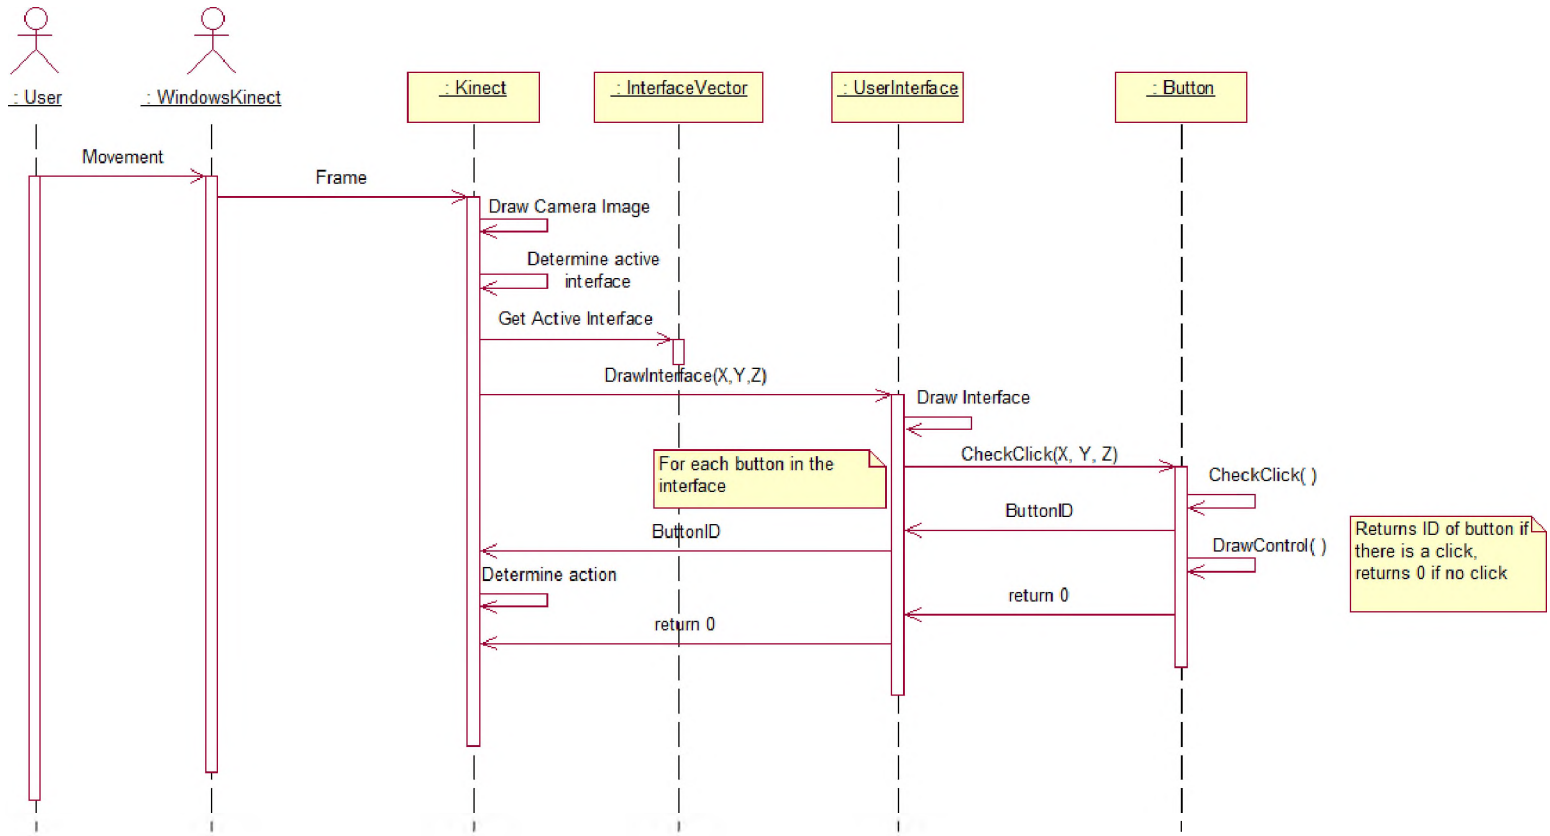 _: User
_: WindowsKinect
_: Kinect
_: InterfaceVector
_: UserInterface
_: Button
Movement
Frame
Draw Camera Image
Determine active
interface
Get Active Interface
DrawInterface(X,Y,Z)
Draw Interface
For each button in the
interface
CheckClick(X, Y, Z)
CheckClick( )
ButtonID
ButtonID
Returns ID of button if
there is a click,
returns 0 if no click
DrawControl( )
Determine action
return 0
return 0